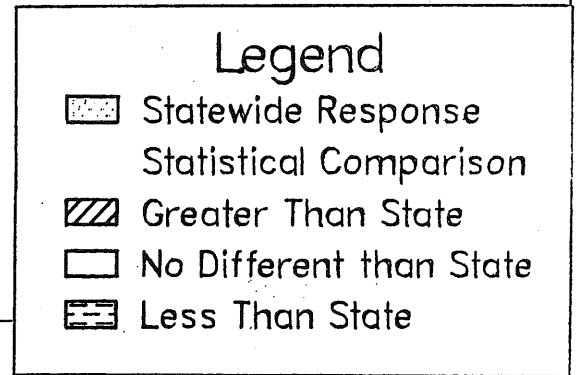 Legend
Statewide Response
Statistical Comparison
Greater Than State
No Different than State
Less Than State